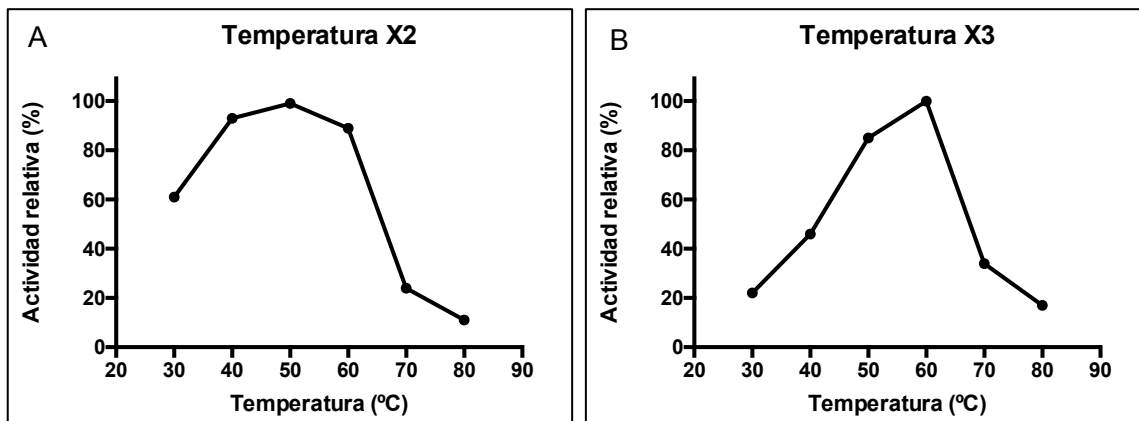 A
Temperatura X2
Actividad relativa (%)
100
80
60
40
20
0
20 30 40 50 60 70 80 90
Temperatura (ºC)
B
Temperatura X3
Actividad relativa (%)
100
80
60
40
20
0
20 30 40 50 60 70 80 90
Temperatura (ºC)